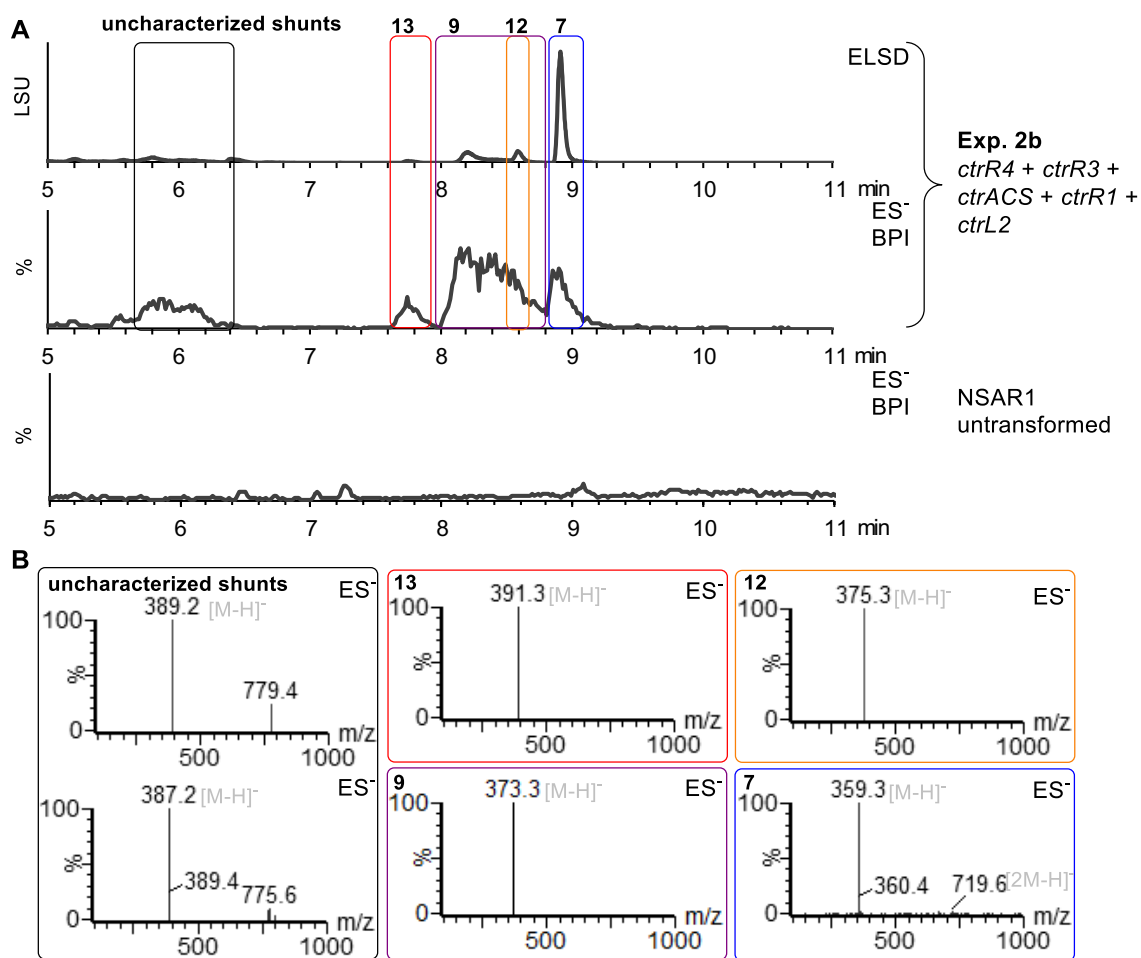 A
uncharacterized shunts 13 9 12 7
LSU
ELSD
5 6 7 8 9 10 11 min
Exp. 2b
ctrR4 + ctrR3 +
ctrACS + ctrR1 +
ctrL2
%
ES-
BPI
5 6 7 8 9 10 11 min
%
ES-
BPI
NSAR1
untransformed
5 6 7 8 9 10 11 min
B
uncharacterized shunts ES-
389.2 [M-H]-
100
%
779.4
0
m/z
500 1000
ES-
387.2 [M-H]-
100
%
389.4 775.6
0
m/z
500 1000
13 ES-
391.3 [M-H]-
100
%
0
m/z
500 1000
12 ES-
375.3 [M-H]-
100
%
0
m/z
500 1000
9 ES-
373.3 [M-H]-
100
%
0
m/z
500 1000
7 ES-
359.3 [M-H]-
100
%
360.4 719.6 [2M-H]-
0
m/z
500 1000